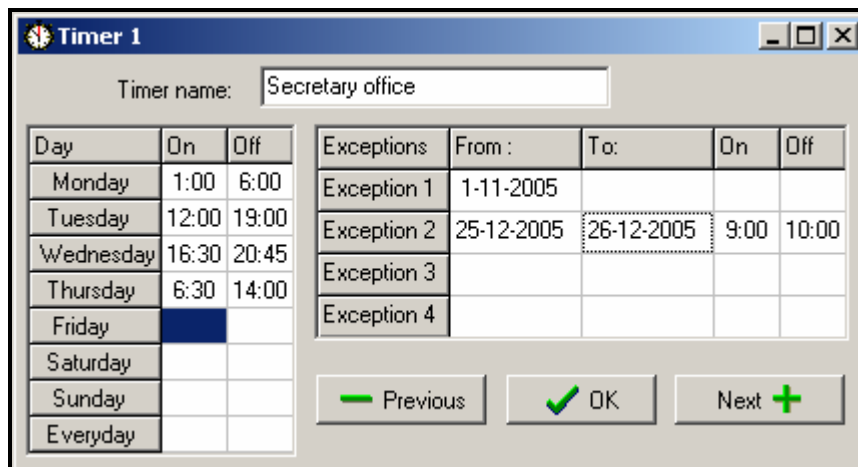 Timer 1
Timer name: Secretary office
Day On Off
Monday 1:00 6:00
Tuesday 12:00 19:00
Wednesday 16:30 20:45
Thursday 6:30 14:00
Friday
Saturday
Sunday
Everyday
Exceptions From : To: On Off
Exception 1 1-11-2005
Exception 2 25-12-2005 26-12-2005 9:00 10:00
Exception 3
Exception 4
Previous OK Next